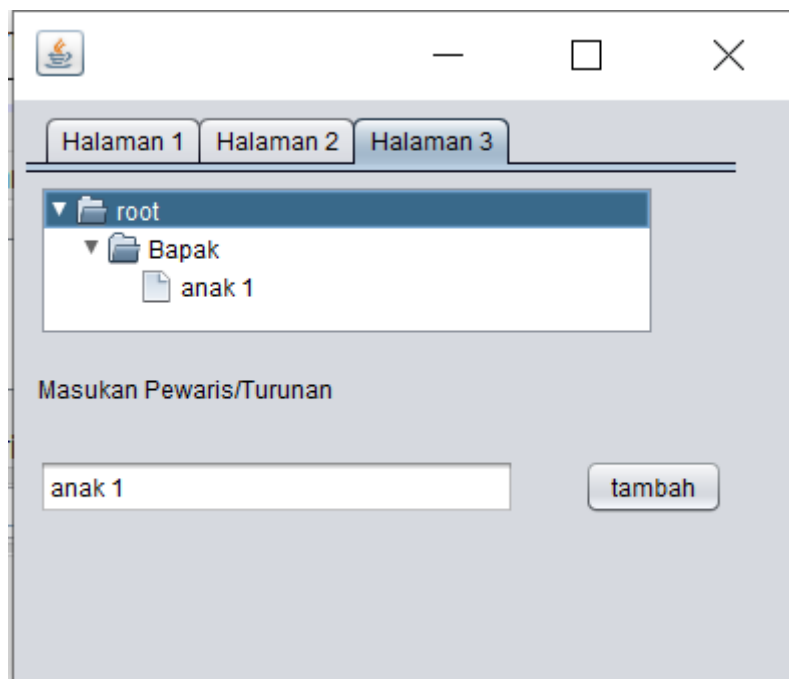 Halaman 1 Halaman 2 Halaman 3
root
Bapak
anak 1
Masukan Pewaris/Turunan
anak 1 tambah